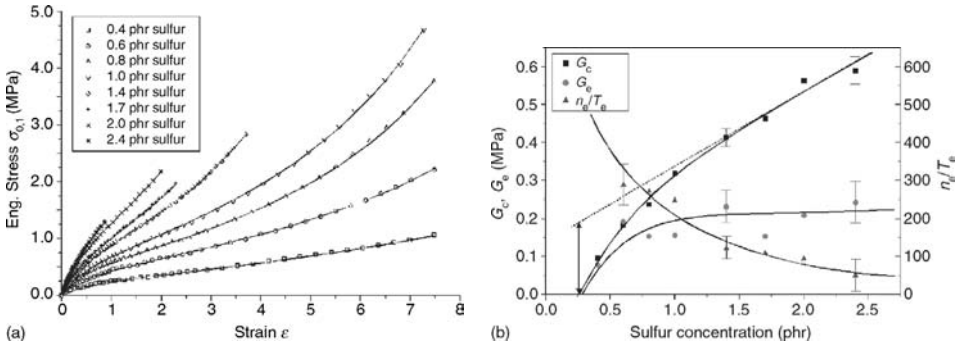 5.0
4.0
3.0
2.0
1.0
0.0
Eng. Stress σ0,1 (MPa)
0.4 phr sulfur
0.6 phr sulfur
0.8 phr sulfur
1.0 phr sulfur
1.4 phr sulfur
1.7 phr sulfur
2.0 phr sulfur
2.4 phr sulfur
0 1 2 3 4 5 6 7 8
Strain ε
(a)
0.6
0.5
0.4
0.3
0.2
0.1
0.0
Gc, Ge (MPa)
Gc
Ge
ne/Te
600
500
400
300
200
100
0
ne/Te
0.0 0.5 1.0 1.5 2.0 2.5
Sulfur concentration (phr)
(b)